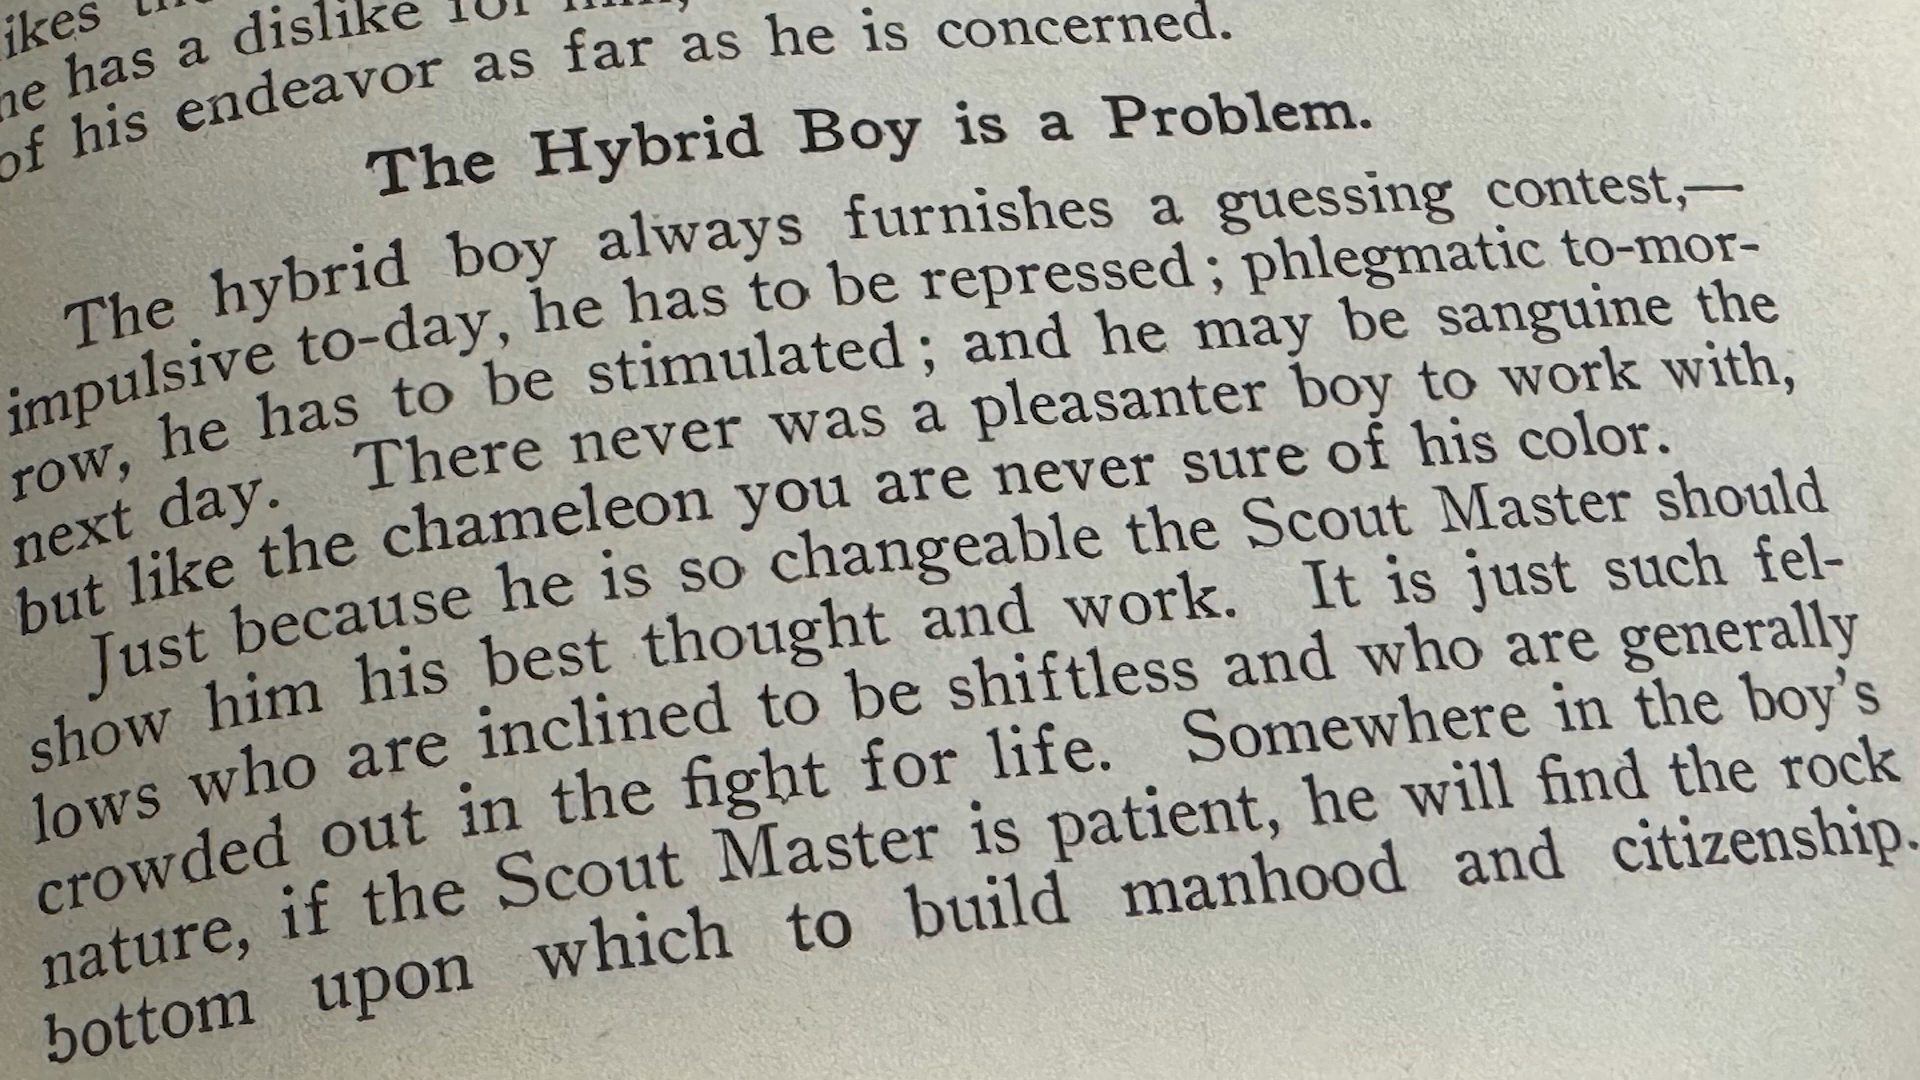 he has a dislike
of his endeavor as far as he is concerned.
The Hybrid Boy is a Problem.
The hybrid boy always furnishes a guessing contest,—
impulsive to-day, he has to be repressed; phlegmatic to-mor-
row, he has to be stimulated; and he may be sanguine the
next day. There never was a pleasanter boy to work with,
but like the chameleon you are never sure of his color.
Just because he is so changeable the Scout Master should
show him his best thought and work. It is just such fel-
lows who are inclined to be shiftless and who are generally
crowded out in the fight for life. Somewhere in the boy's
nature, if the Scout Master is patient, he will find the rock
bottom upon which to build manhood and citizenship.